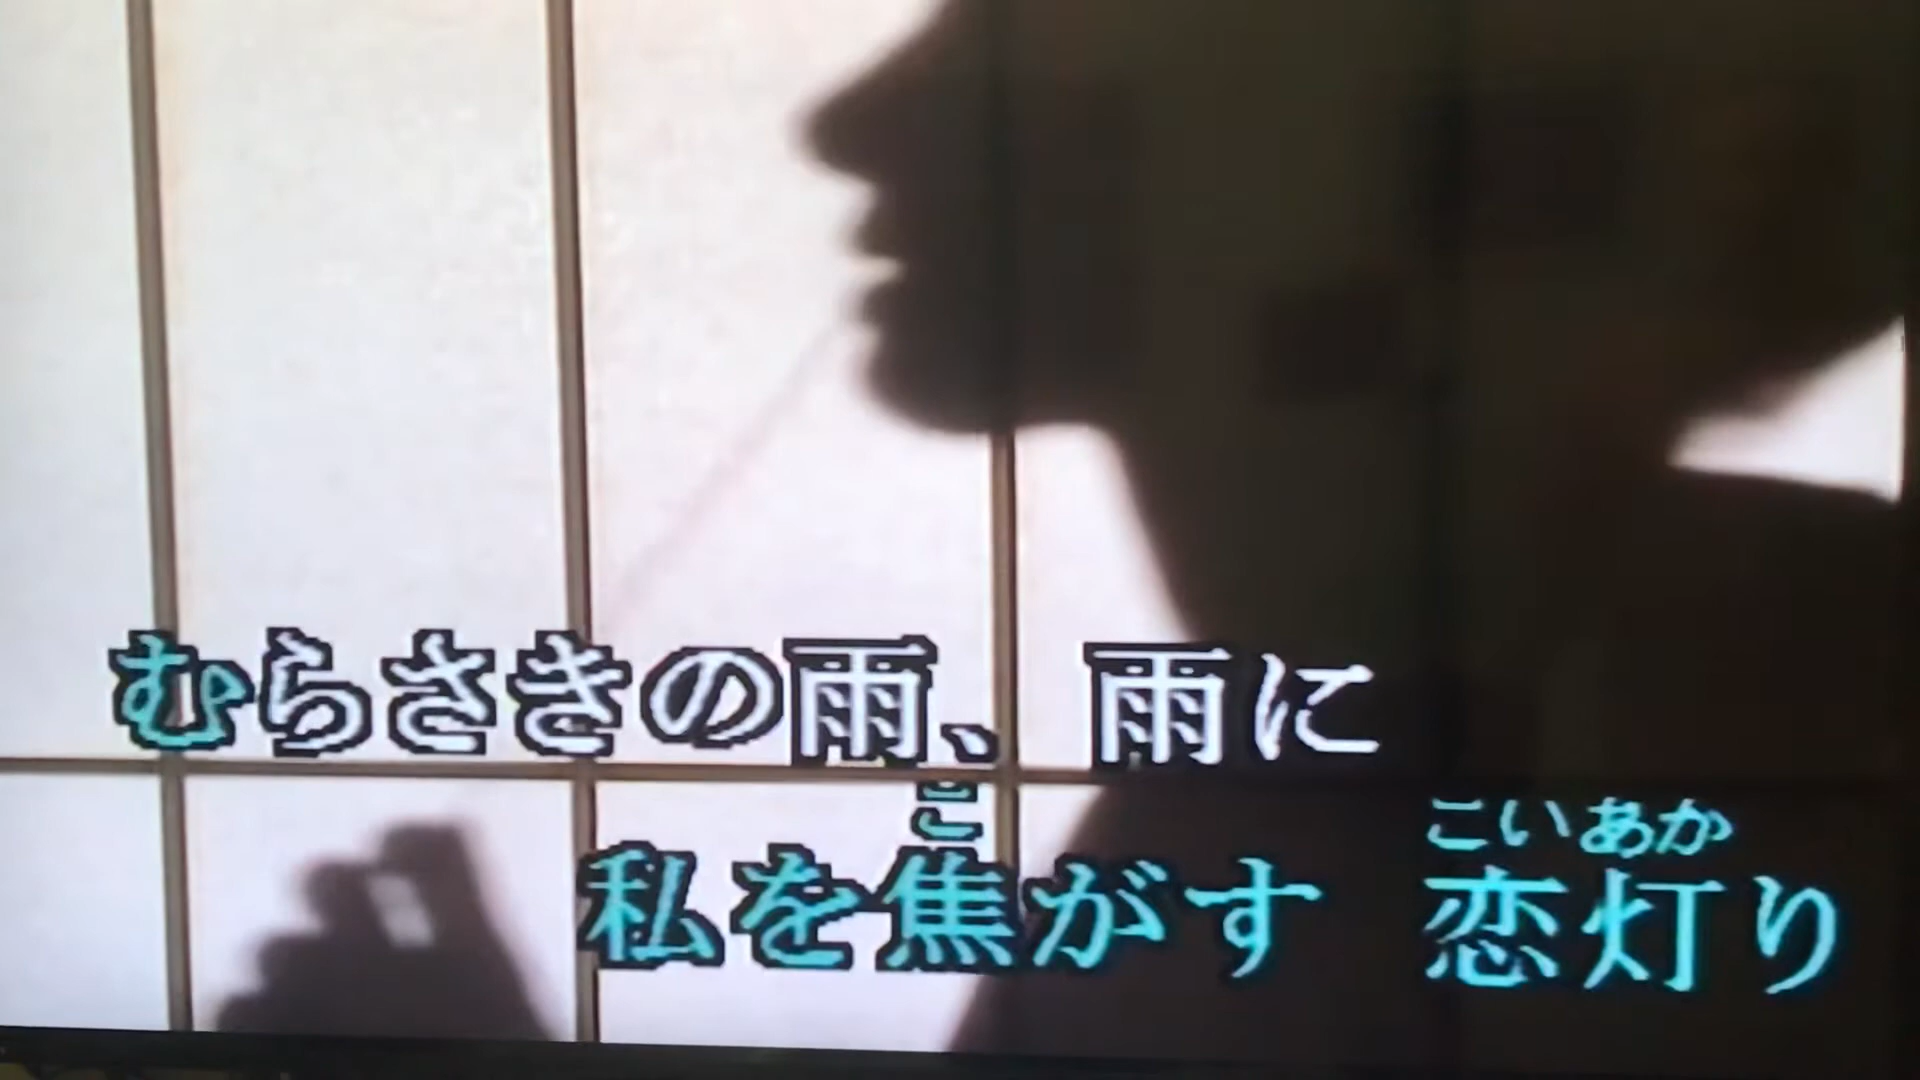 むらさきの雨、 雨に
こ こいあか
私を焦がす 恋灯り